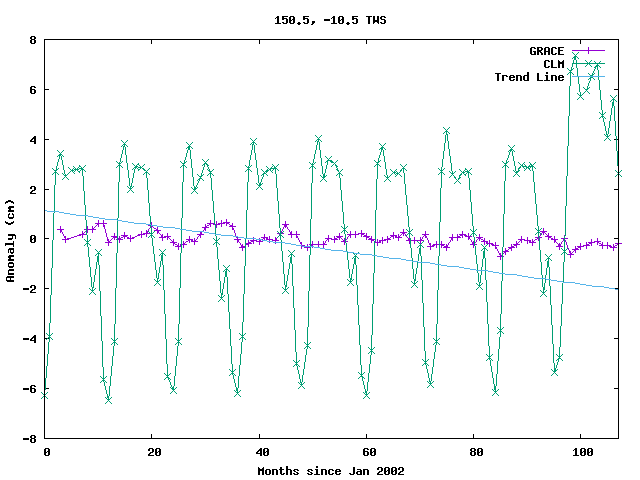 150.5, -10.5 TWS
GRACE
CLM
Trend Line
8
6
4
2
0
-2
-4
-6
-8
Anomaly (cm)
0 20 40 60 80 100
Months since Jan 2002